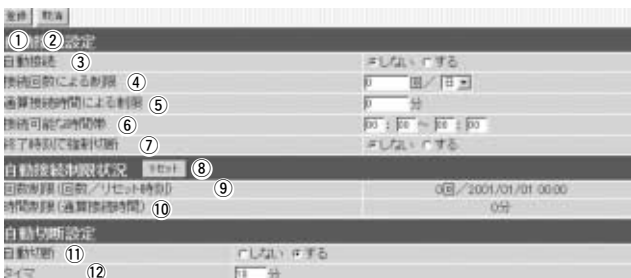 登録 取消
① ② 自動接続設定
自動接続 ③ しない する
接続回数による制限 ④ 0 回／日
通算接続時間による制限 ⑤ 0 分
接続可能な時間帯 ⑥ 00 : 00 ～ 00 : 00
終了時刻で強制切断 ⑦ しない する
自動接続制限状況 リセット ⑧
回数制限(回数／リセット時刻) ⑨ 0回／2001/01/01 00:00
時間制限(通算接続時間) ⑩ 0分
自動切断設定
自動切断 ⑪ しない する
タイマ ⑫ 10 分